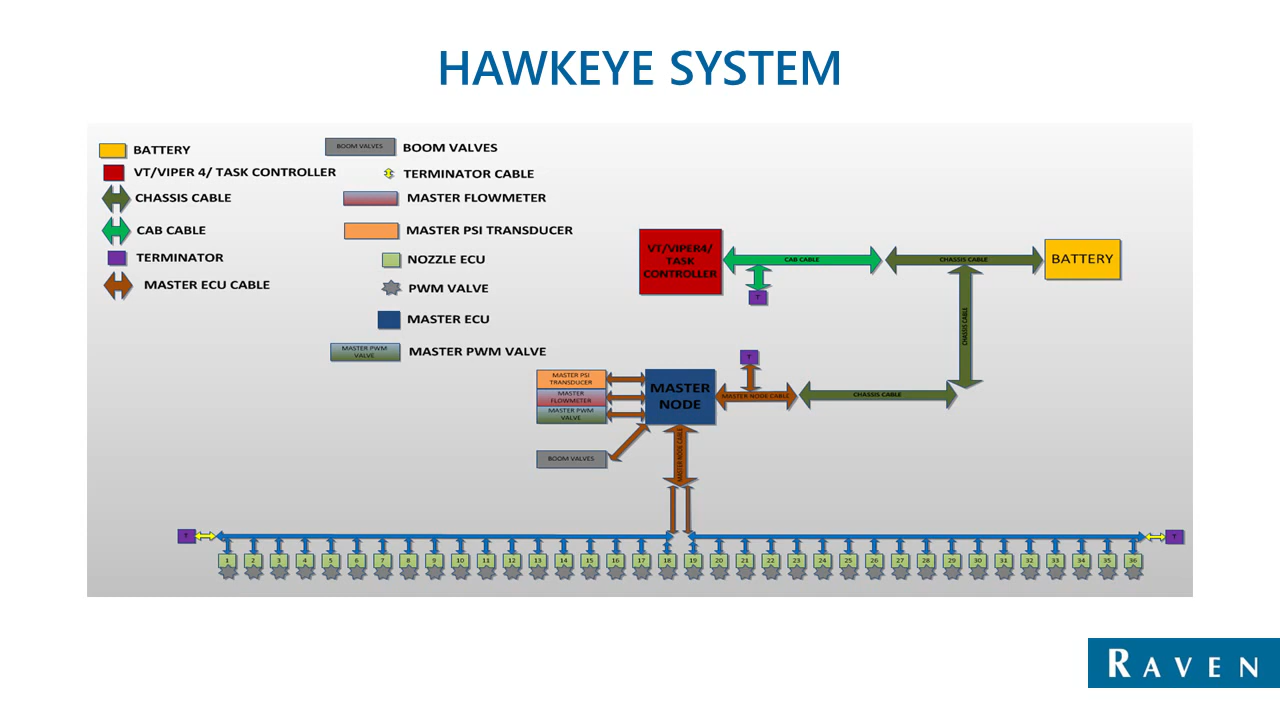 HAWKEYE SYSTEM
BATTERY
VT/VIPER 4/ TASK CONTROLLER
CHASSIS CABLE
CAB CABLE
TERMINATOR
MASTER ECU CABLE
BOOM VALVES
BOOM VALVES
TERMINATOR CABLE
MASTER FLOWMETER
MASTER PSI TRANSDUCER
NOZZLE ECU
PWM VALVE
MASTER ECU
MASTER PWM
VALVE
MASTER PWM VALVE
VT/VIPER4/
TASK
CONTROLLER
CAB CABLE
CHASSIS CABLE
BATTERY
T
CHASSIS CABLE
T
MASTER PSI
TRANSDUCER
MASTER
FLOWMETER
MASTER PWM
VALVE
MASTER
NODE
MASTER NODE CABLE
CHASSIS CABLE
BOOM VALVES
MASTER NODE CABLE
T
T
1 2 3 4 5 6 7 8 9 10 11 12 13 14 15 16 17 18 19 20 21 22 23 24 25 26 27 28 29 30 31 32 33 34 35 36
RAVEN